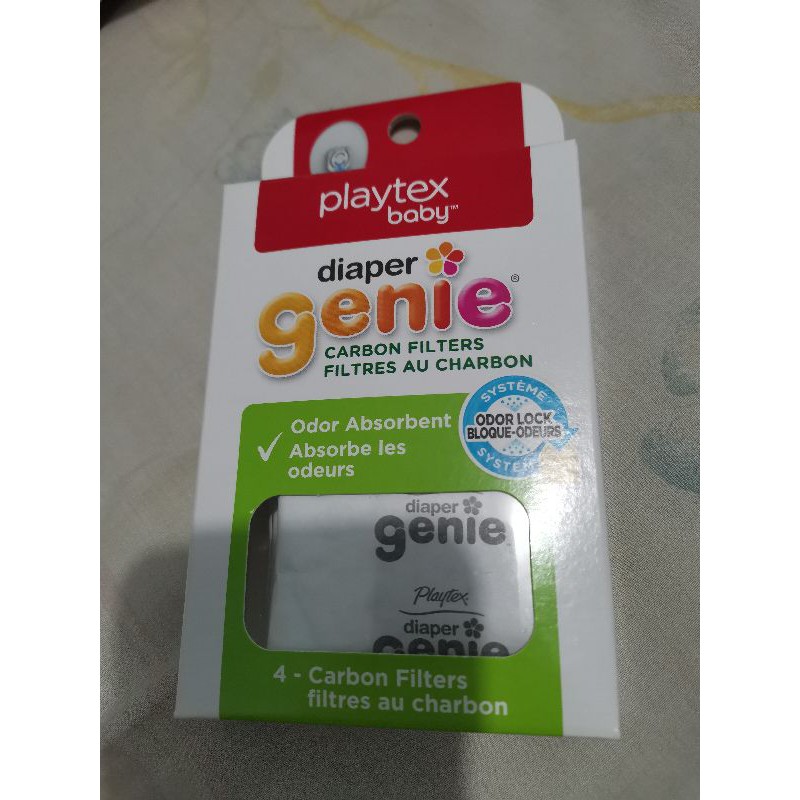 playtex
baby™
diaper
genie®
CARBON FILTERS
FILTRES AU CHARBON
Odor Absorbent
Absorbe les
odeurs
SYSTÈME
ODOR LOCK
BLOQUE-ODEURS
SYSTEM
diaper
genie
Playtex
diaper
genie
4 - Carbon Filters
filtres au charbon